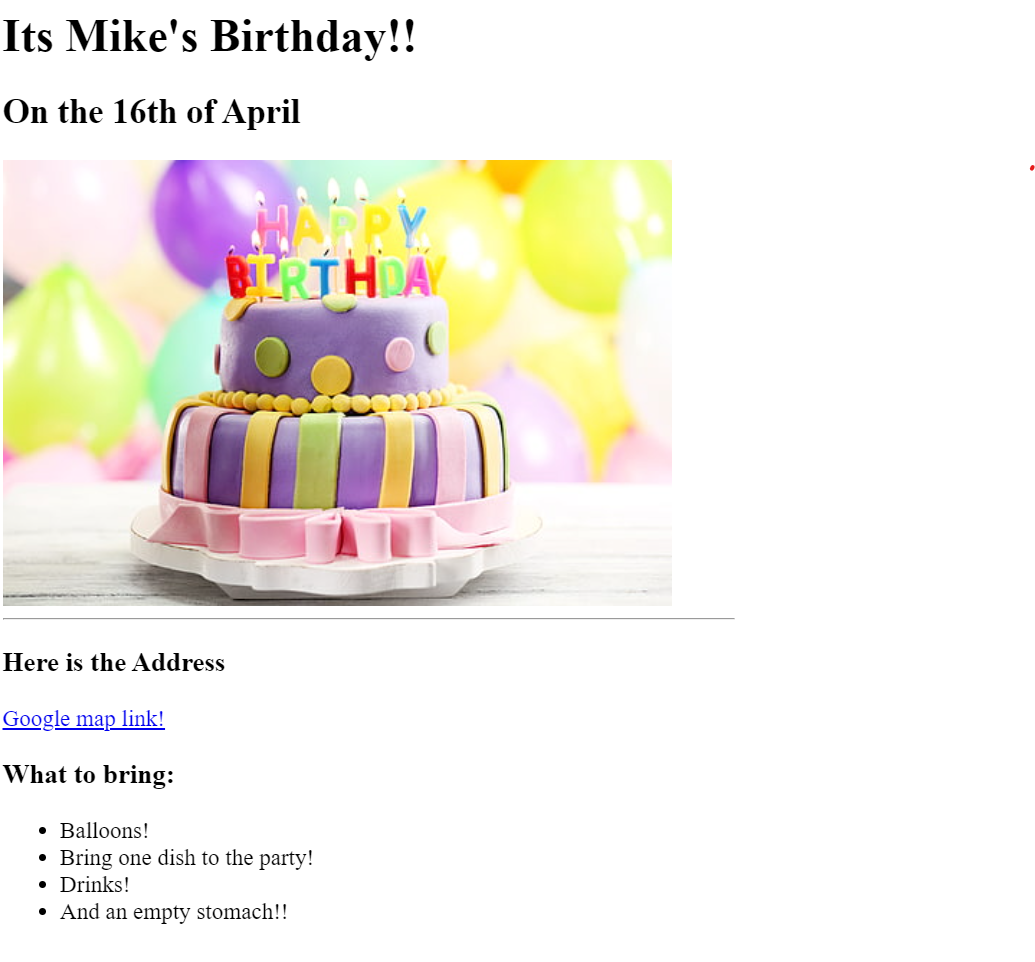 Its Mike's Birthday!!
On the 16th of April
HAPPY
BIRTHDAY
Here is the Address
Google map link!
What to bring:
Balloons!
Bring one dish to the party!
Drinks!
And an empty stomach!!